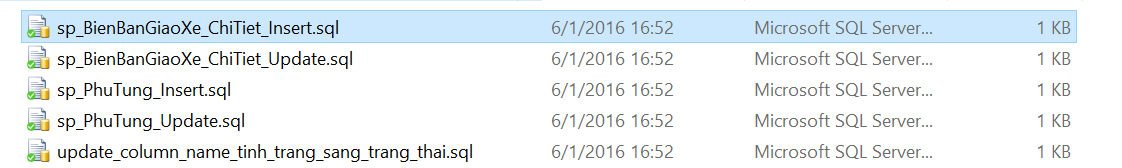 sp_BienBanGiaoXe_ChiTiet_Insert.sql 6/1/2016 16:52 Microsoft SQL Server... 1 KB
sp_BienBanGiaoXe_ChiTiet_Update.sql 6/1/2016 16:52 Microsoft SQL Server... 1 KB
sp_PhuTung_Insert.sql 6/1/2016 16:52 Microsoft SQL Server... 1 KB
sp_PhuTung_Update.sql 6/1/2016 16:52 Microsoft SQL Server... 1 KB
update_column_name_tinh_trang_sang_trang_thai.sql 6/1/2016 16:52 Microsoft SQL Server... 1 KB